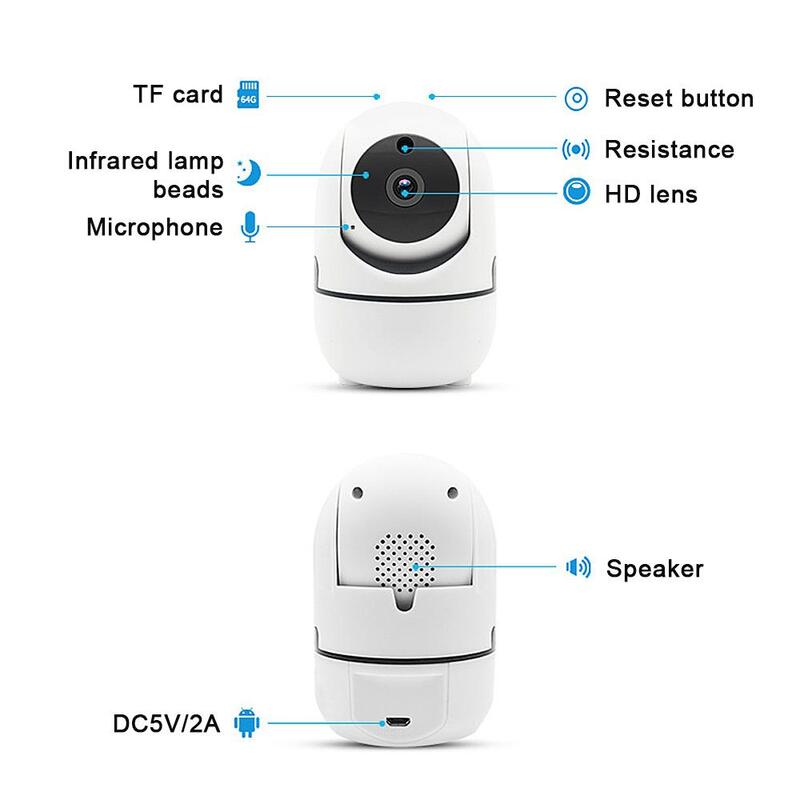 TF card
64G
Reset button
Infrared lamp
beads
Resistance
HD lens
Microphone
Speaker
DC5V/2A